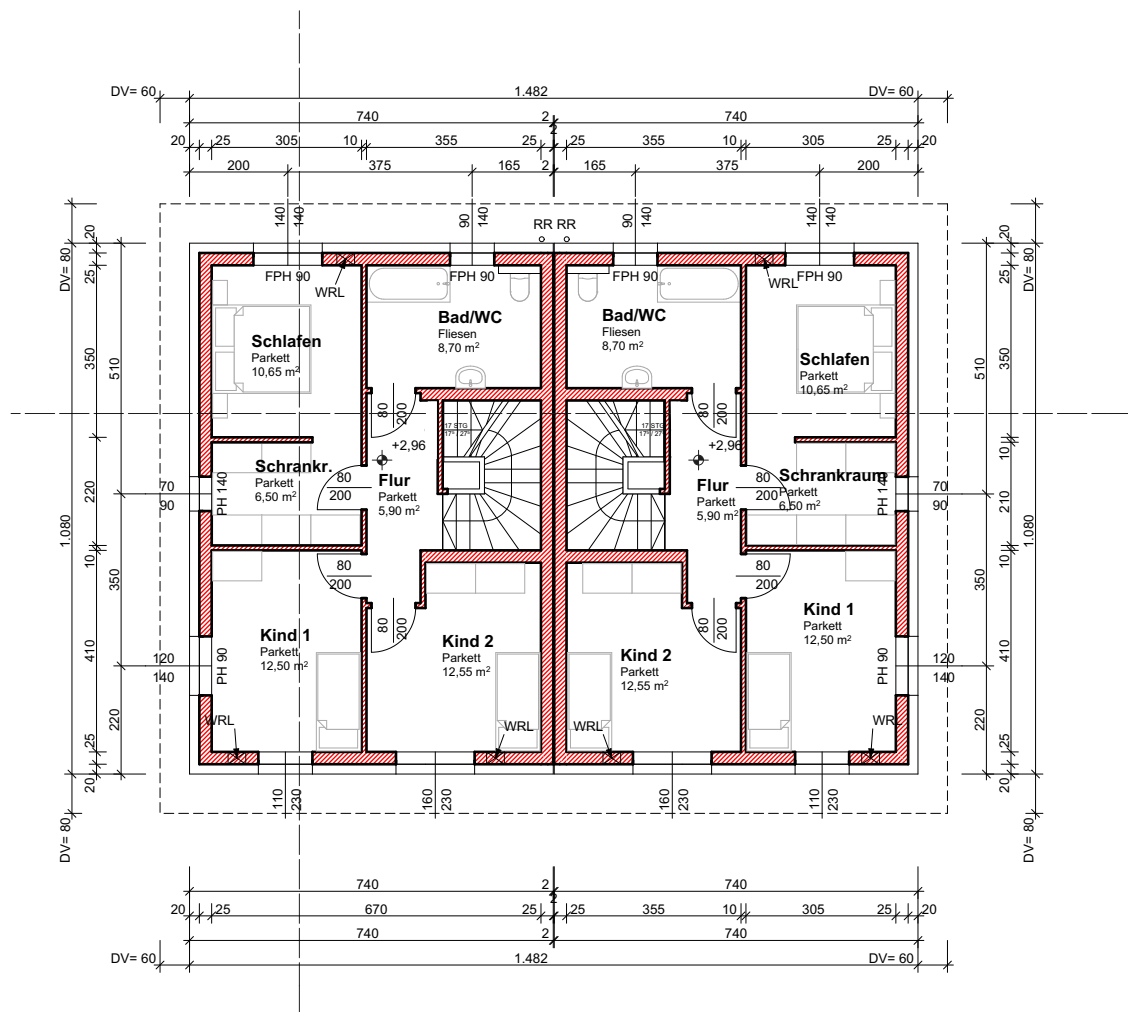 DV= 60 1.482 DV= 60
740 2 740
2
20 25 305 10 355 25 25 355 10 305 25 20
200 375 165 2 165 375 200
140 140 90 140 90 140 140 140
RR RR
DV= 80 20 20 DV= 80
25 25
FPH 90 FPH 90 FPH 90 FPH 90
WRL WRL
Bad/WC
Fliesen
8,70 m²
Bad/WC
Fliesen
8,70 m²
Schlafen
Parkett
10,65 m²
Schlafen
Parkett
10,65 m²
350 510 510 350
80 200 80 200
17 STG 17 STG
+2,96 +2,96
10
Schrankr.
Parkett
6,50 m²
80
200
Flur
Parkett
5,90 m²
Flur
Parkett
5,90 m²
80
200
Schrankraum
Parkett
6,50 m²
PH 140 PH 140
70
90
70
90
220 210
1.080 1.080
10 350 350 10
80
200
80
200
80 200 80 200
Kind 1
Parkett
12,50 m²
Kind 2
Parkett
12,55 m²
Kind 2
Parkett
12,55 m²
Kind 1
Parkett
12,50 m²
PH 90 PH 90
120
140
120
140
410 410
220 220
WRL WRL WRL WRL
25 25
20 20
110 230 160 230 160 230 110 230
DV= 80 DV= 80
740 2 740
2
20 25 670 25 25 355 10 305 25 20
740 2 740
DV= 60 1.482 DV= 60